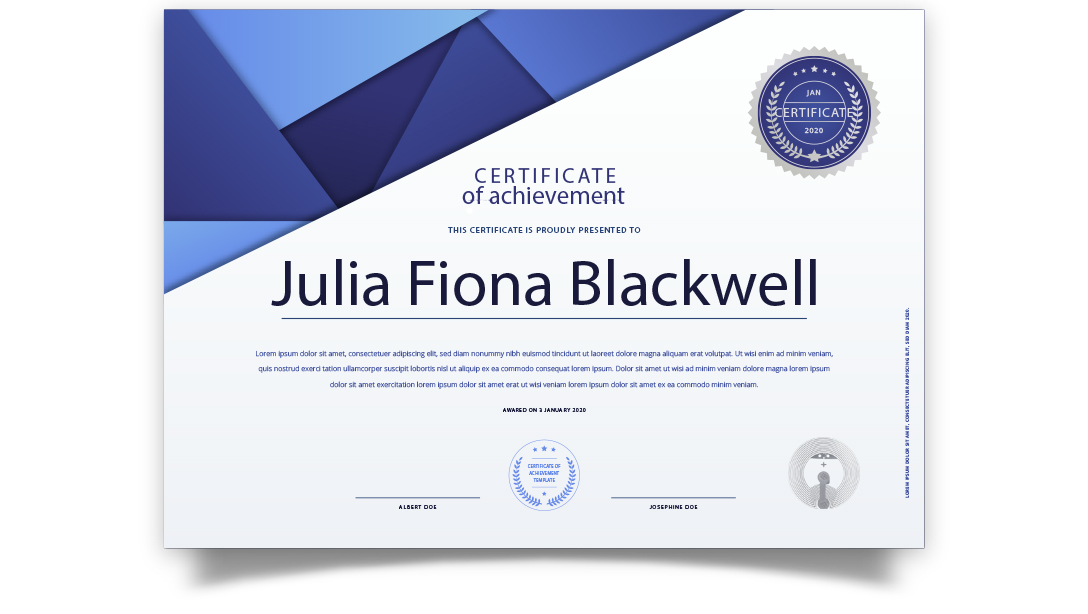 JAN
CERTIFICATE
2020
CERTIFICATE
of achievement
THIS CERTIFICATE IS PROUDLY PRESENTED TO
Julia Fiona Blackwell
Lorem ipsum dolor sit amet, consectetuer adipiscing elit, sed diam nonummy nibh euismod tincidunt ut laoreet dolore magna aliquam erat volutpat. Ut wisi enim ad minim veniam,
quis nostrud exerci tation ullamcorper suscipit lobortis nisl ut aliquip ex ea commodo consequat lorem ipsum. Dolor sit amet ut wisi ad minim veniam dolore magna lorem ipsum
dolor sit amet exercitation lorem ipsum dolor sit amet erat ut wisi veniam lorem ipsum dolor sit amet ex ea commodo minim veniam.
AWARED ON 3 JANUARY 2020
CERTIFICATE OF
ACHIEVEMENT
TEMPLATE
ALBERT DOE
JOSEPHINE DOE
LOREM IPSUM DOLOR SIT AMET, CONSECTETUER ADIPISCING ELIT, SED DIAM 2020.